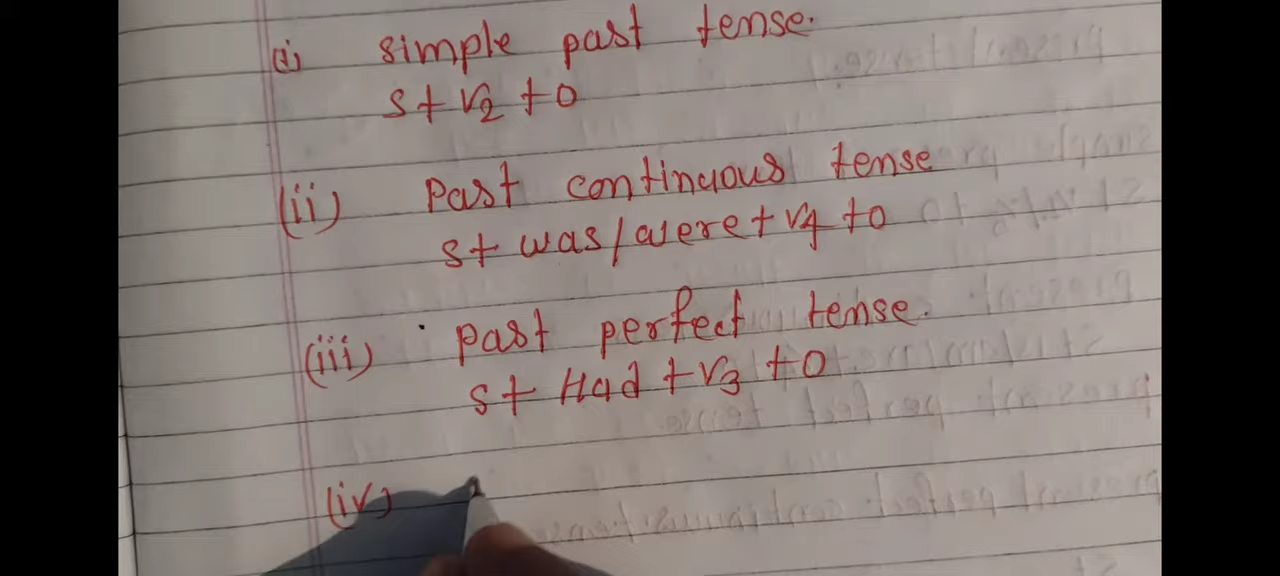 (i) simple past tense.
s + v2 + o
(ii) Past continuous tense
s + was/were + v4 + o
(iii) Past perfect tense.
s + Had + v3 + o
(iv)